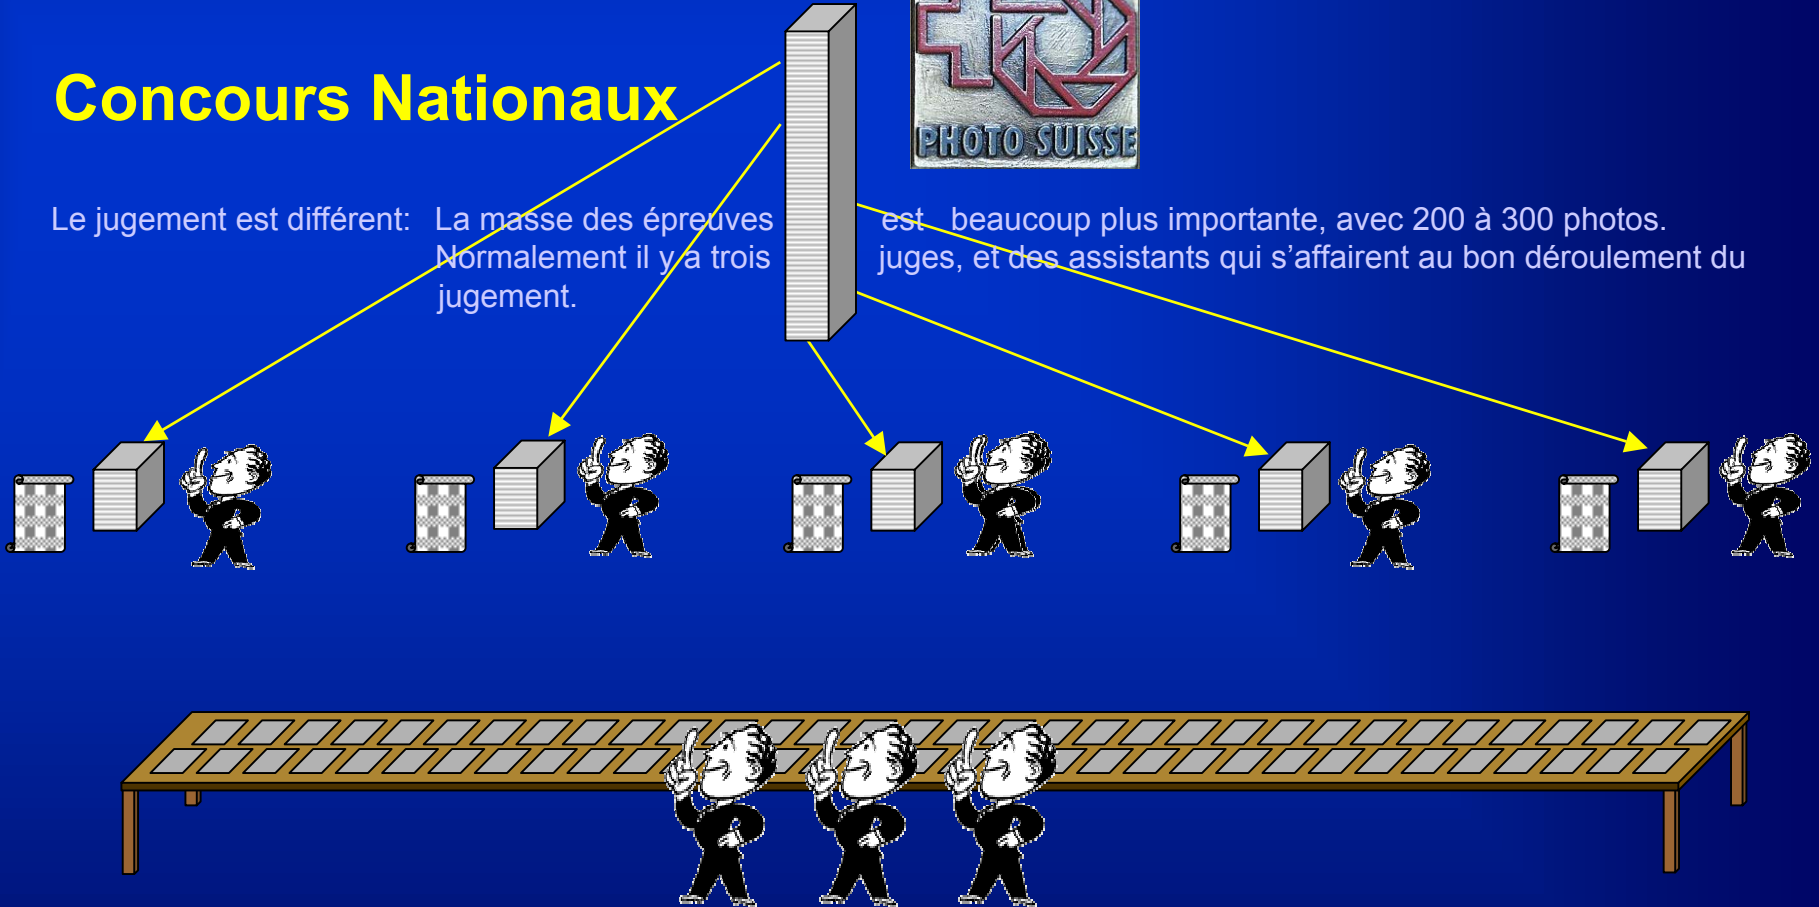 Concours Nationaux
PHOTO SUISSE
Le jugement est différent: La masse des épreuves est beaucoup plus importante, avec 200 à 300 photos.
Normalement il y a trois juges, et des assistants qui s’affairent au bon déroulement du
jugement.